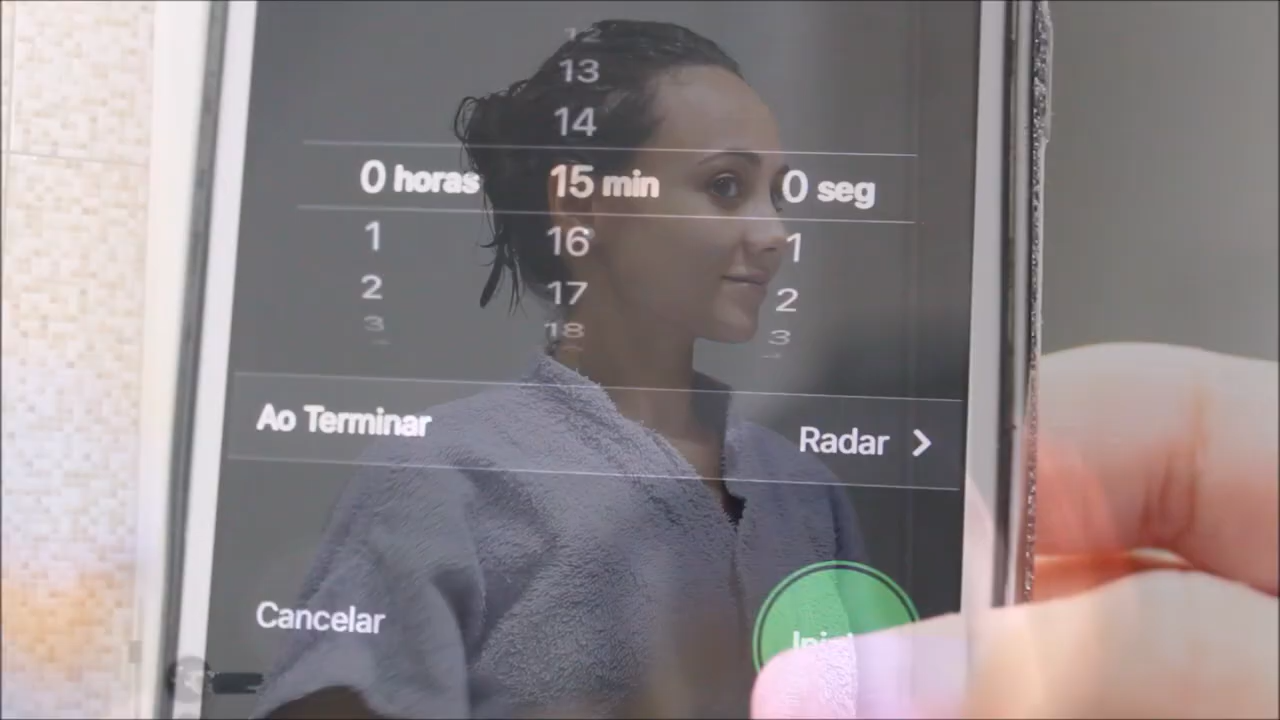 12
13
14
0 horas 15 min 0 seg
1 16 1
2 17 2
3 18 3
Ao Terminar Radar
Cancelar